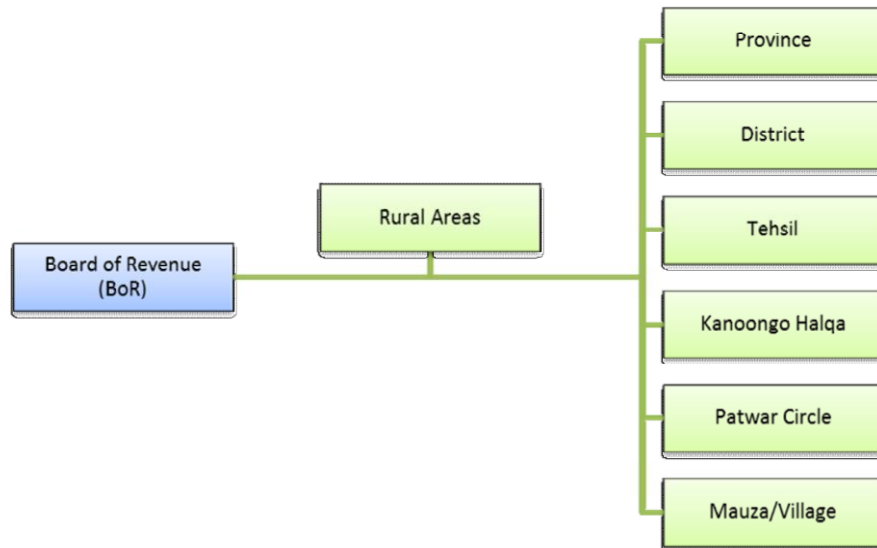 Province
District
Rural Areas
Tehsil
Board of Revenue
(BoR)
Kanoongo Halqa
Patwar Circle
Mauza/Village